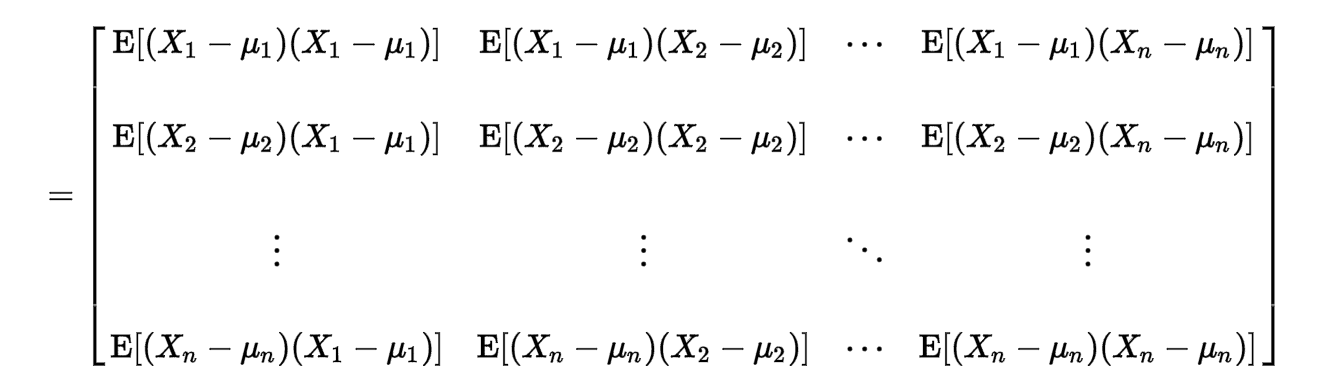 E[(X₁ − μ₁)(X₁ − μ₁)] E[(X₁ − μ₁)(X₂ − μ₂)] ⋯ E[(X₁ − μ₁)(Xₙ − μₙ)]
E[(X₂ − μ₂)(X₁ − μ₁)] E[(X₂ − μ₂)(X₂ − μ₂)] ⋯ E[(X₂ − μ₂)(Xₙ − μₙ)]
=
⋮ ⋮ ⋱ ⋮
E[(Xₙ − μₙ)(X₁ − μ₁)] E[(Xₙ − μₙ)(X₂ − μ₂)] ⋯ E[(Xₙ − μₙ)(Xₙ − μₙ)]